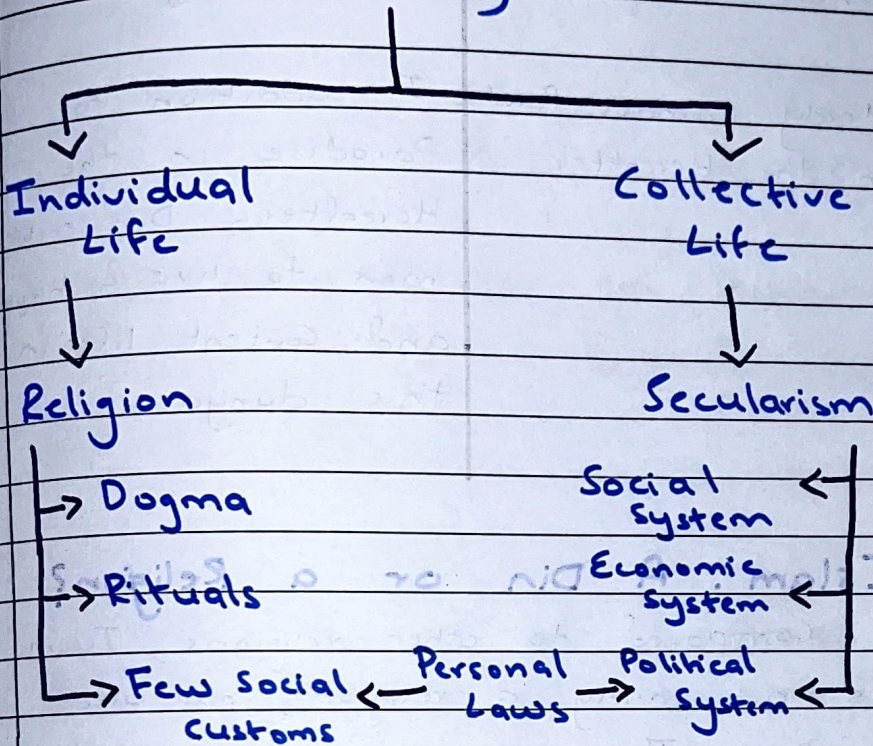 Individual
Life
Collective
Life
Religion
Secularism
Dogma
Rituals
Few Social
customs
Personal
Laws
Social
System
Economic
System
Political
System